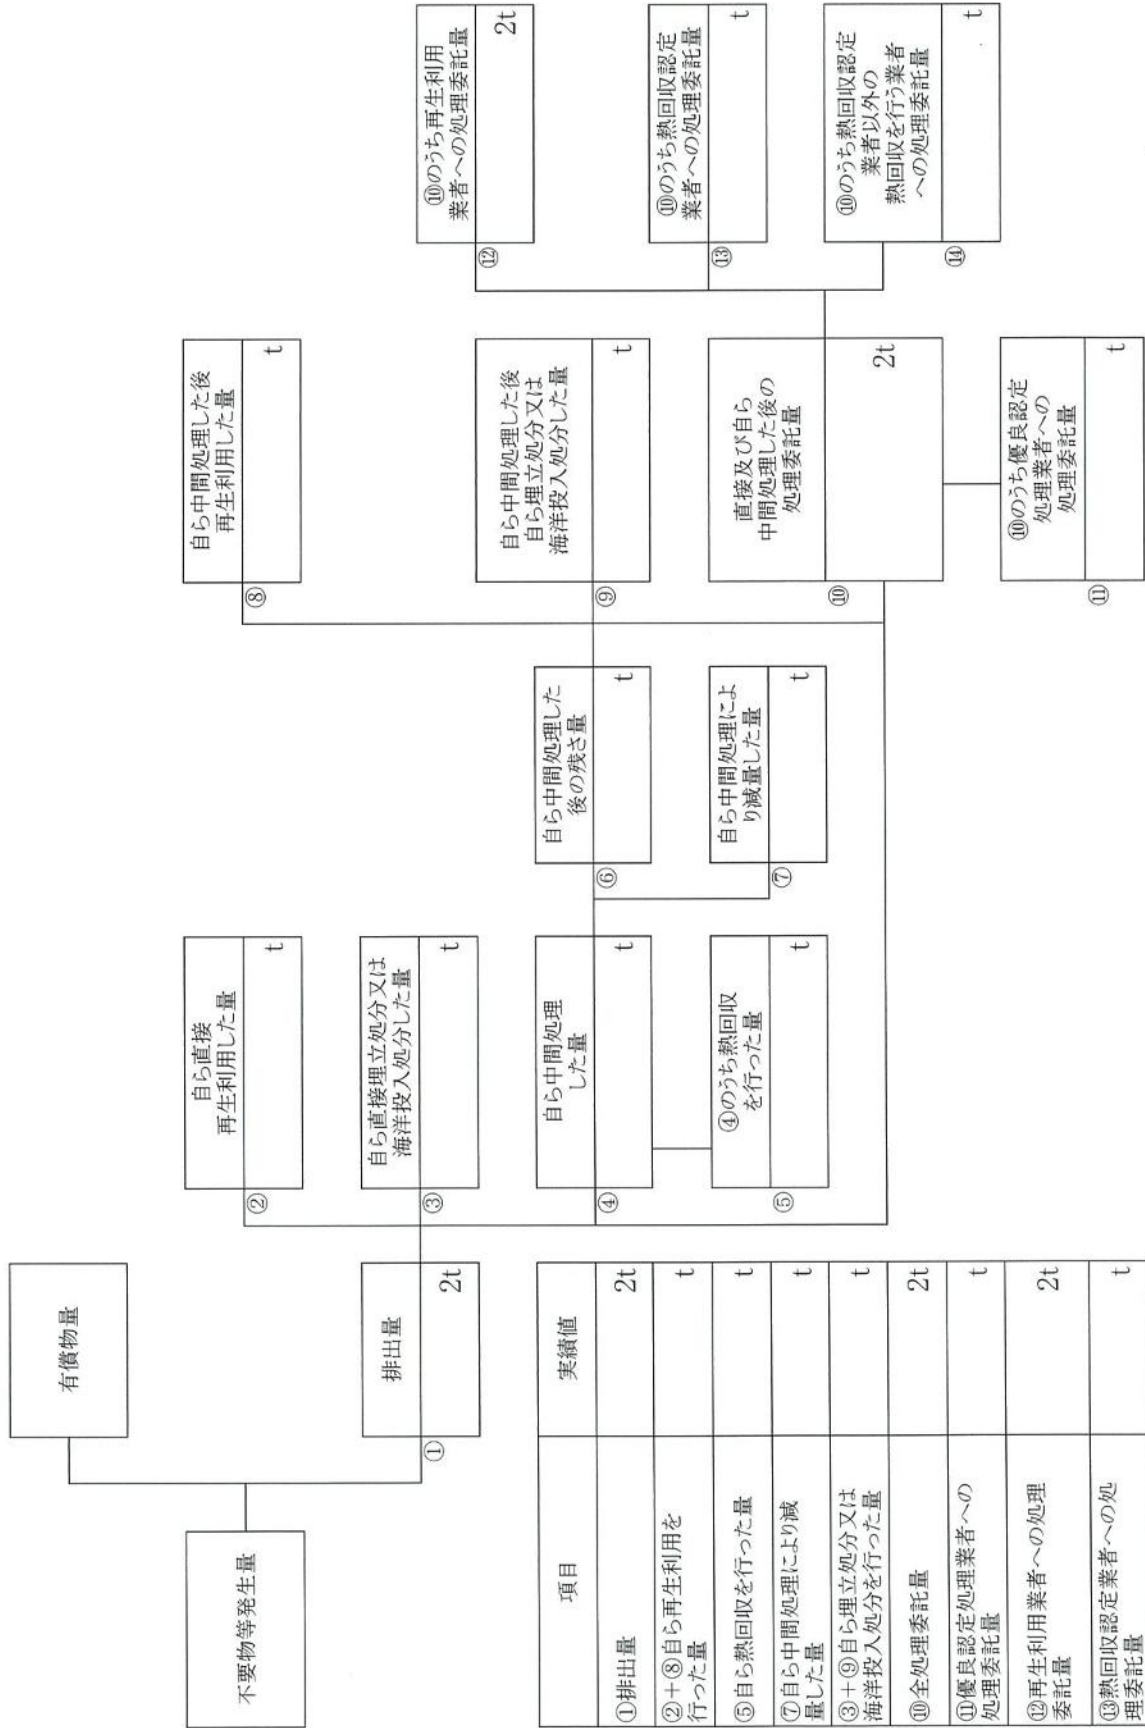 不要物等発生量
有償物量
①
排出量
2t
②
自ら直接
再生利用した量
t
③
自ら直接埋立処分又は
海洋投入処分した量
t
④
自ら中間処理
した量
t
⑤
④のうち熱回収
を行った量
t
⑥
自ら中間処理した
後の残さ量
t
⑦
自ら中間処理によ
り減量した量
t
⑧
自ら中間処理した後
再生利用した量
t
⑨
自ら中間処理した後
自ら埋立処分又は
海洋投入処分した量
t
⑩
直接及び自ら
中間処理した後の
処理委託量
2t
⑪
⑩のうち優良認定
処理業者への
処理委託量
t
⑫
⑩のうち再生利用
業者への処理委託量
2t
⑬
⑩のうち熱回収認定
業者への処理委託量
t
⑭
⑩のうち熱回収認定
業者以外の
熱回収を行う業者
への処理委託量
t
項目 実績値
①排出量 2t
②+⑧自ら再生利用を
行った量 t
⑤自ら熱回収を行った量 t
⑦自ら中間処理により減
量した量 t
③+⑨自ら埋立処分又は
海洋投入処分を行った量 t
⑩全処理委託量 2t
⑪優良認定処理業者への
処理委託量 t
⑫再生利用業者への処理
委託量 2t
⑬熱回収認定業者への処
理委託量 t